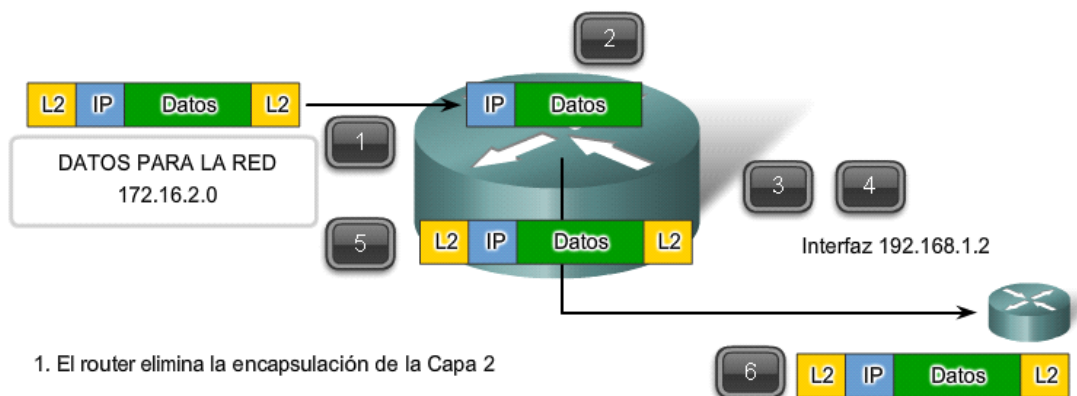 2
L2 IP Datos L2
IP Datos
1
DATOS PARA LA RED
172.16.2.0
3 4
5
L2 IP Datos L2
Interfaz 192.168.1.2
1. El router elimina la encapsulación de la Capa 2
6
L2 IP Datos L2